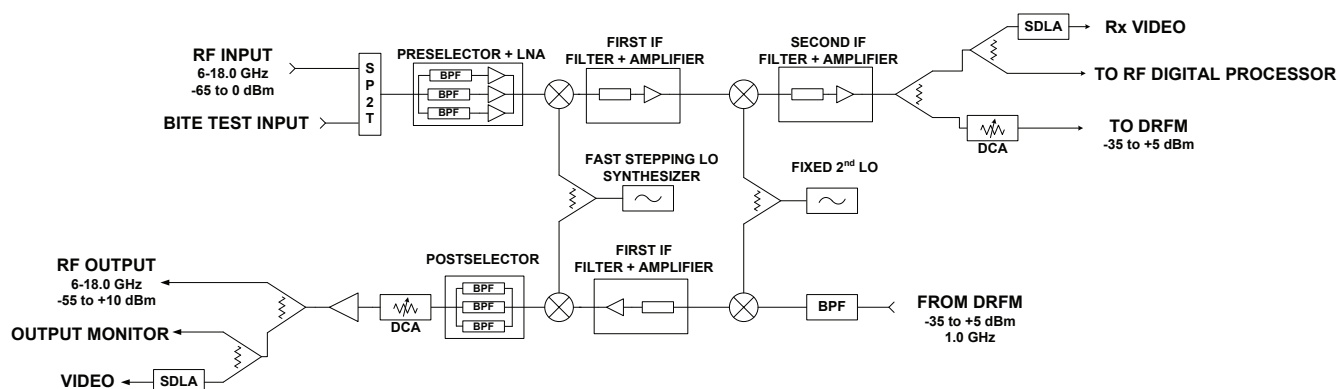 RF INPUT
6-18.0 GHz
-65 to 0 dBm
BITE TEST INPUT
S
P
2
T
PRESELECTOR + LNA
BPF
BPF
BPF
FIRST IF
FILTER + AMPLIFIER
SECOND IF
FILTER + AMPLIFIER
SDLA
Rx VIDEO
TO RF DIGITAL PROCESSOR
DCA
TO DRFM
-35 to +5 dBm
FAST STEPPING LO
SYNTHESIZER
FIXED 2nd LO
RF OUTPUT
6-18.0 GHz
-55 to +10 dBm
OUTPUT MONITOR
VIDEO
SDLA
DCA
POSTSELECTOR
BPF
BPF
BPF
FIRST IF
FILTER + AMPLIFIER
BPF
FROM DRFM
-35 to +5 dBm
1.0 GHz